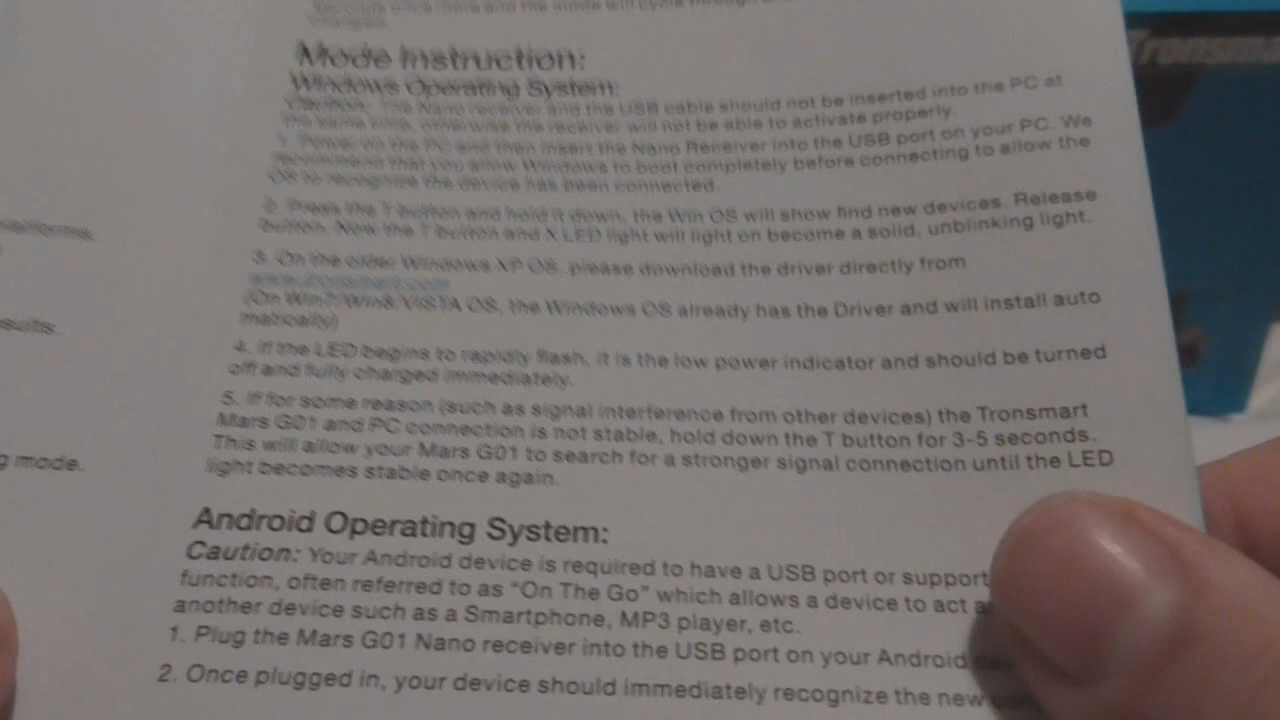 Tronsma
Mode Instruction:
Windows Operating System:
Caution: The Nano receiver and the USB cable should not be inserted into the PC at
the same time, otherwise the receiver will not be able to activate properly.
1. Power on the PC and then insert the Nano Receiver into the USB port on your PC. We
recommend that you allow Windows to boot completely before connecting to allow the
OS to recognize the device has been connected.
2. Press the T button and hold it down, the Win OS will show find new devices. Release
button. Now the T button and X LED light will light on become a solid, unblinking light.
3. On the older Windows XP OS, please download the driver directly from
(On Win7/Win8/VISTA OS, the Windows OS already has the Driver and will install auto
matically)
4. If the LED begins to rapidly flash, it is the low power indicator and should be turned
off and fully charged immediately.
5. If for some reason (such as signal interference from other devices) the Tronsmart
Mars G01 and PC connection is not stable, hold down the T button for 3-5 seconds.
This will allow your Mars G01 to search for a stronger signal connection until the LED
light becomes stable once again.
g mode.
Android Operating System:
Caution: Your Android device is required to have a USB port or support
function, often referred to as "On The Go" which allows a device to act a
another device such as a Smartphone, MP3 player, etc.
1. Plug the Mars G01 Nano receiver into the USB port on your Android
2. Once plugged in, your device should immediately recognize the new